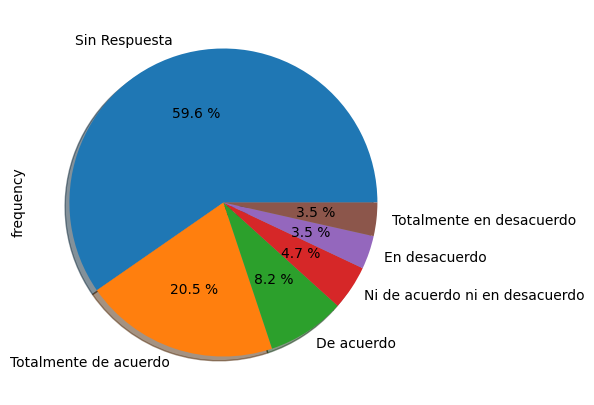 Sin Respuesta
59.6 %
frequency
3.5 %
Totalmente en desacuerdo
3.5 %
En desacuerdo
4.7 %
Ni de acuerdo ni en desacuerdo
8.2 %
De acuerdo
20.5 %
Totalmente de acuerdo